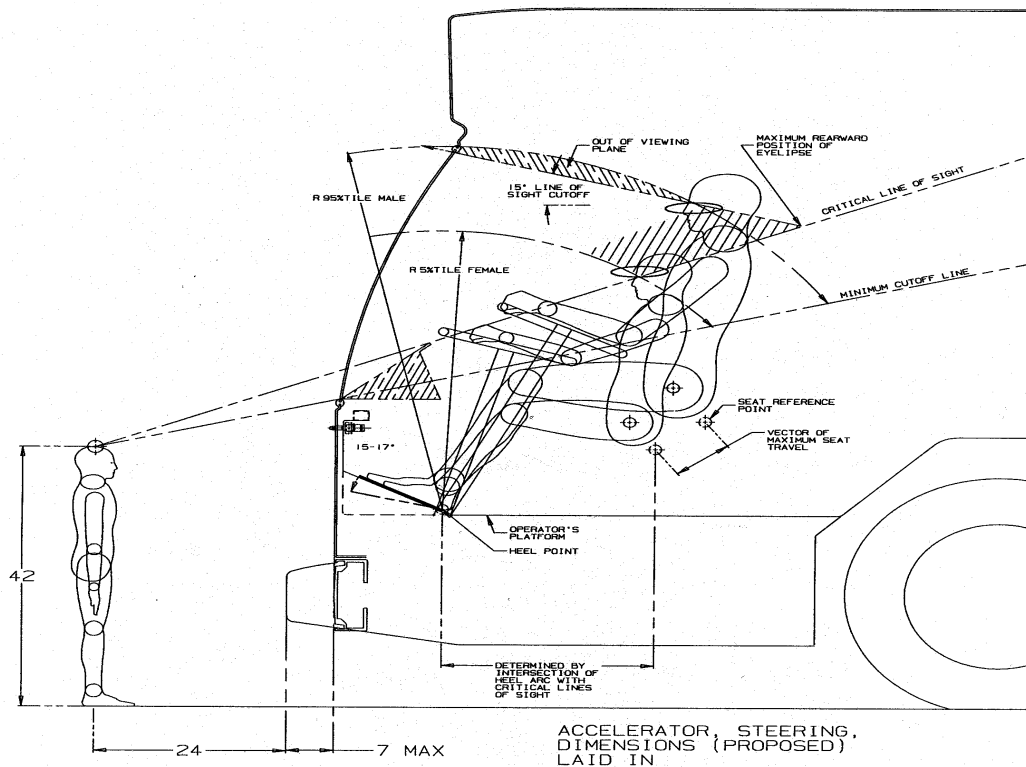 OUT OF VIEWING
PLANE
MAXIMUM REARWARD
POSITION OF
EYELIPSE
15° LINE OF
SIGHT CUTOFF
R 95%TILE MALE
CRITICAL LINE OF SIGHT
R 5%TILE FEMALE
MINIMUM CUTOFF LINE
SEAT REFERENCE
POINT
15-17°
VECTOR OF
MAXIMUM SEAT
TRAVEL
OPERATOR'S
PLATFORM
HEEL POINT
42
DETERMINED BY
INTERSECTION OF
HEEL ARC WITH
CRITICAL LINES
OF SIGHT
24
7 MAX
ACCELERATOR, STEERING,
DIMENSIONS (PROPOSED)
LAID IN